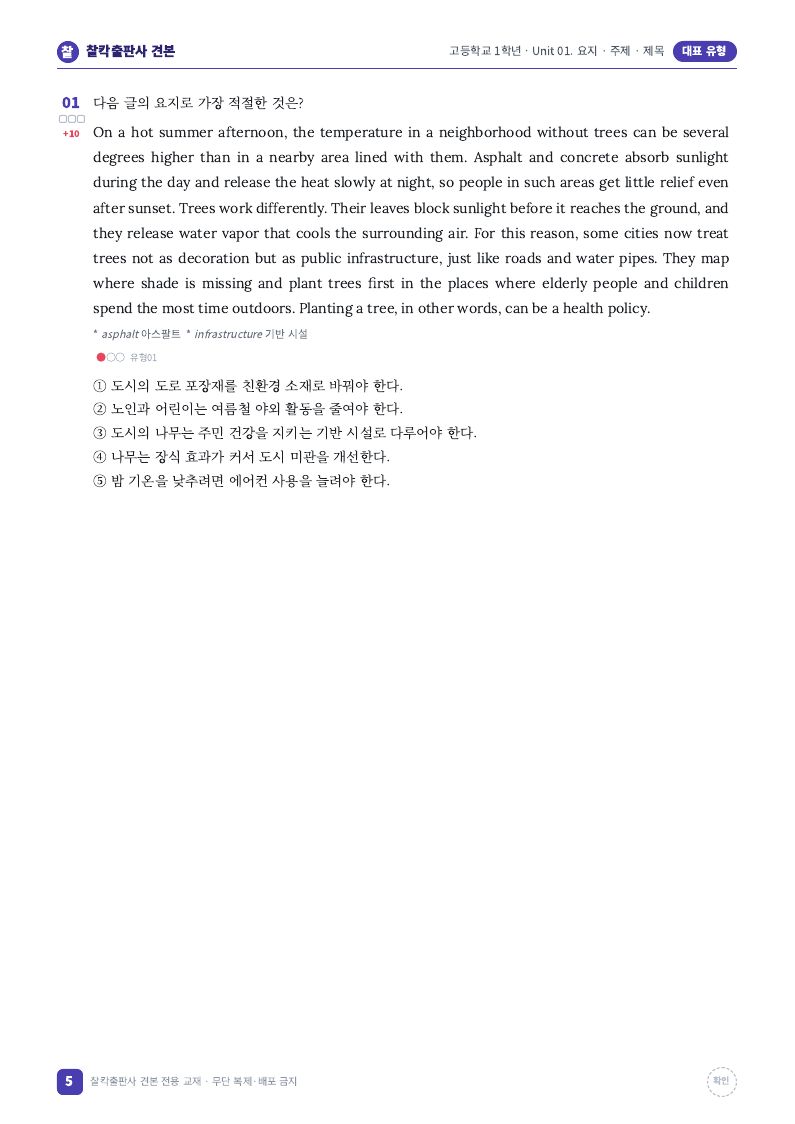 찰 찰칵출판사 견본
고등학교 1학년 · Unit 01. 요지 · 주제 · 제목 대표 유형
01 다음 글의 요지로 가장 적절한 것은?
+10
On a hot summer afternoon, the temperature in a neighborhood without trees can be several
degrees higher than in a nearby area lined with them. Asphalt and concrete absorb sunlight
during the day and release the heat slowly at night, so people in such areas get little relief even
after sunset. Trees work differently. Their leaves block sunlight before it reaches the ground, and
they release water vapor that cools the surrounding air. For this reason, some cities now treat
trees not as decoration but as public infrastructure, just like roads and water pipes. They map
where shade is missing and plant trees first in the places where elderly people and children
spend the most time outdoors. Planting a tree, in other words, can be a health policy.
* asphalt 아스팔트 * infrastructure 기반 시설
유형01
① 도시의 도로 포장재를 친환경 소재로 바꿔야 한다.
② 노인과 어린이는 여름철 야외 활동을 줄여야 한다.
③ 도시의 나무는 주민 건강을 지키는 기반 시설로 다루어야 한다.
④ 나무는 장식 효과가 커서 도시 미관을 개선한다.
⑤ 밤 기온을 낮추려면 에어컨 사용을 늘려야 한다.
5 찰칵출판사 견본 전용 교재 · 무단 복제·배포 금지
확인